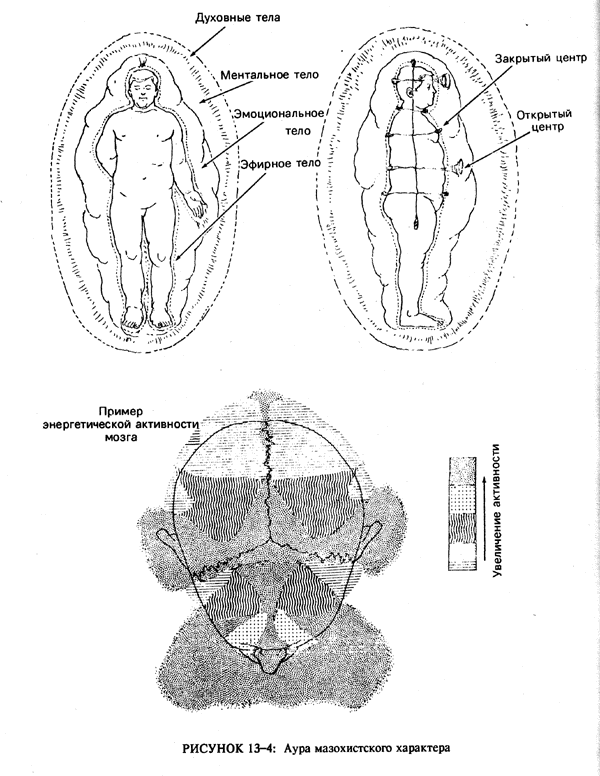 Духовные тела
Ментальное тело
Эмоциональное
тело
Эфирное тело
Закрытый центр
Открытый
центр
Пример
энергетической активности
мозга
Увеличение активности
РИСУНОК 13–4: Аура мазохистского характера